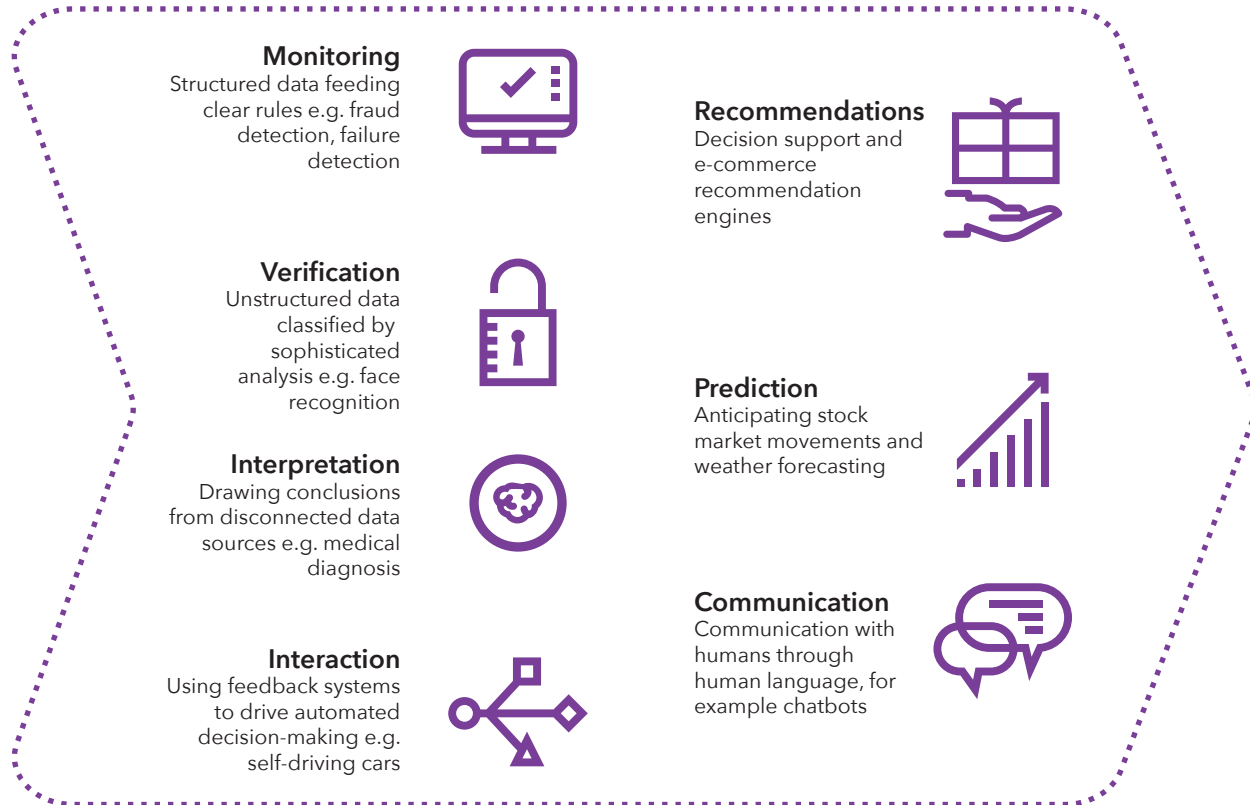 Monitoring
Structured data feeding
clear rules e.g. fraud
detection, failure
detection
Verification
Unstructured data
classified by
sophisticated
analysis e.g. face
recognition
Interpretation
Drawing conclusions
from disconnected data
sources e.g. medical
diagnosis
Interaction
Using feedback systems
to drive automated
decision-making e.g.
self-driving cars
Recommendations
Decision support and
e-commerce
recommendation
engines
Prediction
Anticipating stock
market movements and
weather forecasting
Communication
Communication with
humans through
human language, for
example chatbots